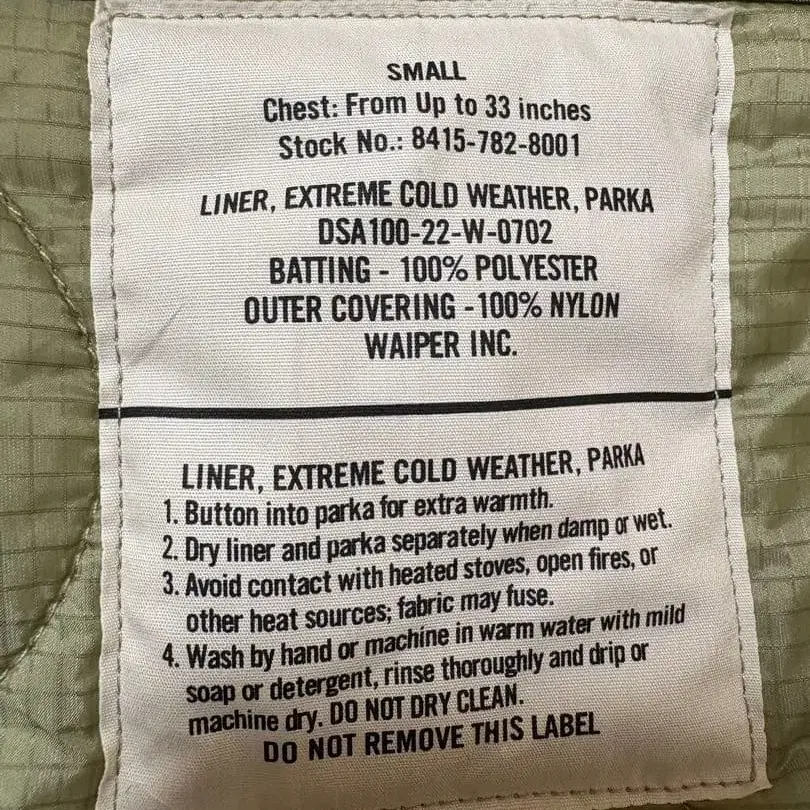 SMALL
Chest: From Up to 33 inches
Stock No.: 8415-782-8001
LINER, EXTREME COLD WEATHER, PARKA
DSA100-22-W-0702
BATTING - 100% POLYESTER
OUTER COVERING - 100% NYLON
WAIPER INC.
LINER, EXTREME COLD WEATHER, PARKA
1. Button into parka for extra warmth.
2. Dry liner and parka separately when damp or wet.
3. Avoid contact with heated stoves, open fires, or
other heat sources; fabric may fuse.
4. Wash by hand or machine in warm water with mild
soap or detergent, rinse thoroughly and drip or
machine dry. DO NOT DRY CLEAN.
DO NOT REMOVE THIS LABEL